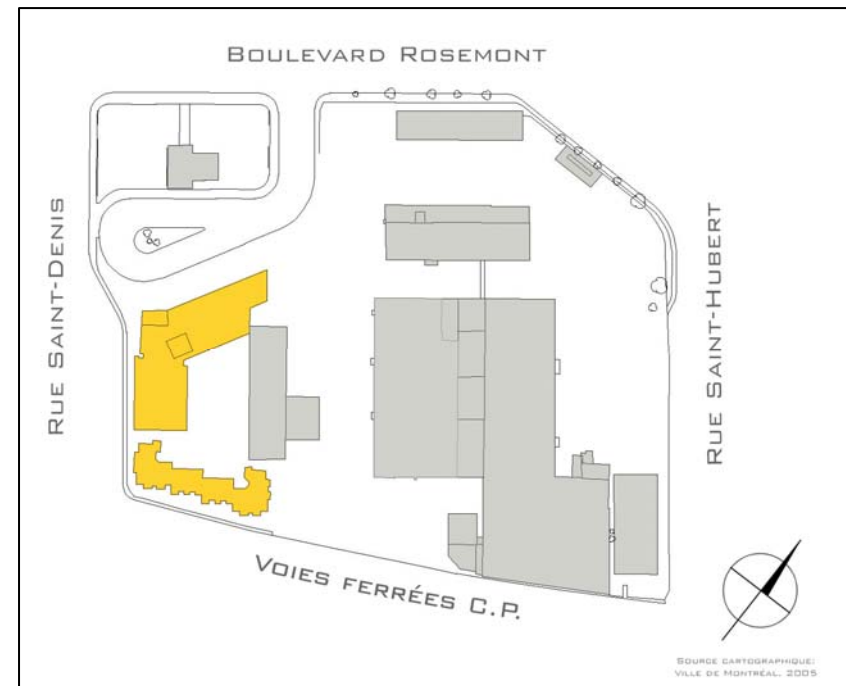 BOULEVARD ROSEMONT
RUE SAINT-DENIS
RUE SAINT-HUBERT
VOIES FERRÉES C.P.
SOURCE CARTOGRAPHIQUE:
VILLE DE MONTRÉAL, 2005